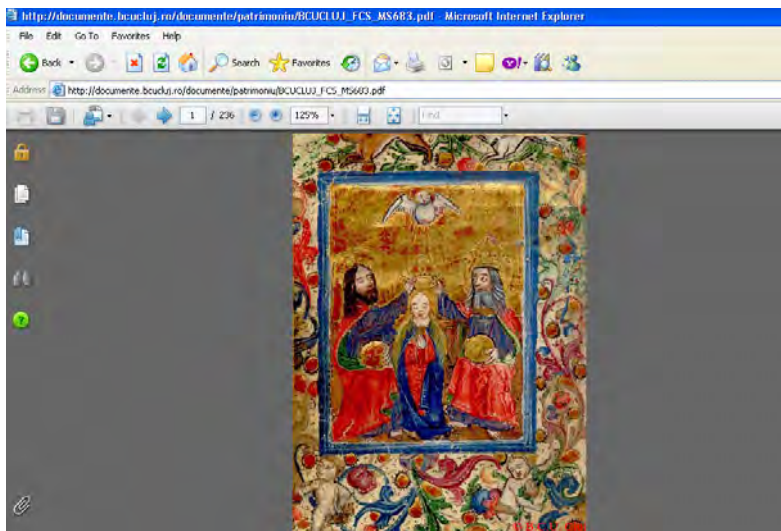 http://documente.bcucluj.ro/documente/patrimoniu/BCUCLUJ_FCS_MS683.pdf - Microsoft Internet Explorer
File Edit Go To Favorites Help
Back Search Favorites Y!
Address http://documente.bcucluj.ro/documente/patrimoniu/BCUCLUJ_FCS_MS683.pdf
1 / 236 125% Find